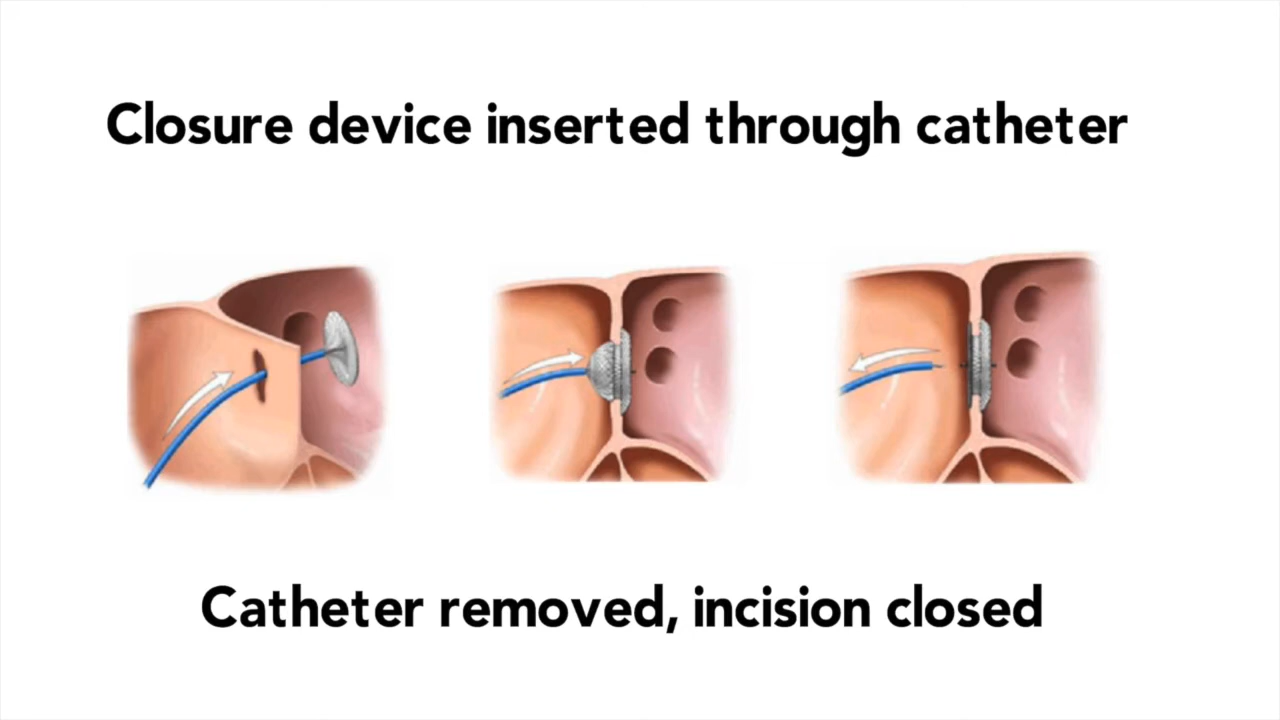 Closure device inserted through catheter
Catheter removed, incision closed